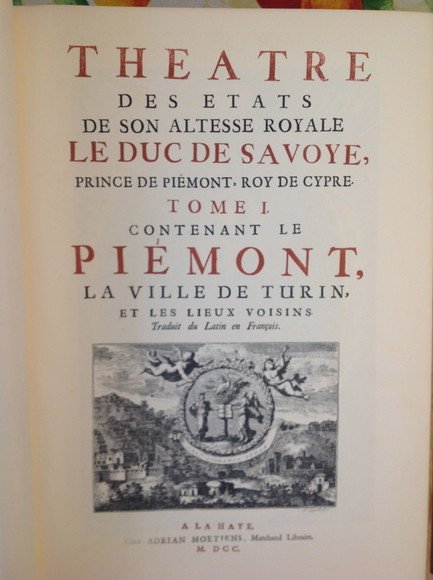 THEATRE
DES ETATS
DE SON ALTESSE ROYALE
LE DUC DE SAVOYE,
PRINCE DE PIÉMONT, ROY DE CYPRE.
TOME I.
CONTENANT LE
PIÉMONT,
LA VILLE DE TURIN,
ET LES LIEUX VOISINS.
Traduit du Latin en François.
A LA HAYE,
Chez ADRIAN MOETJENS, Marchand Libraire.
M. DCC.